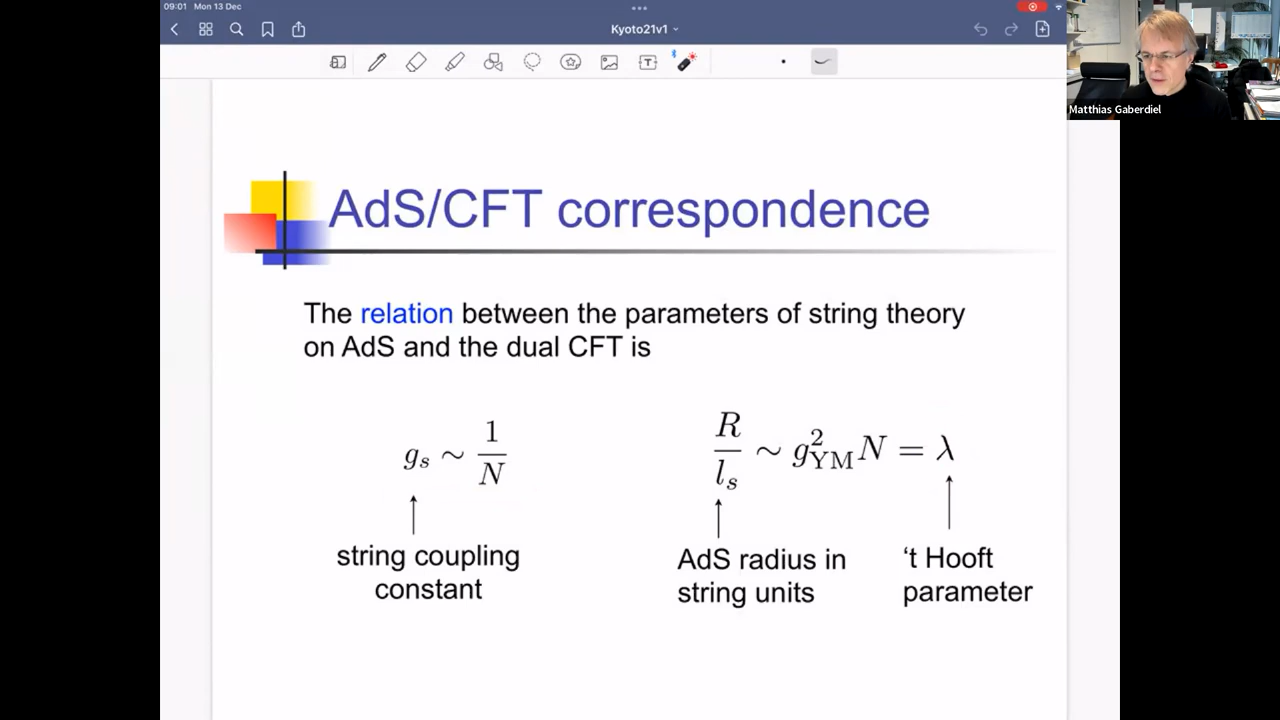 09:01 Mon 13 Dec
Kyoto21v1
Matthias Gaberdiel
AdS/CFT correspondence
The relation between the parameters of string theory
on AdS and the dual CFT is
g_s ~ 1/N
R/l_s ~ g_YM^2 N = λ
string coupling
constant
AdS radius in
string units
‘t Hooft
parameter